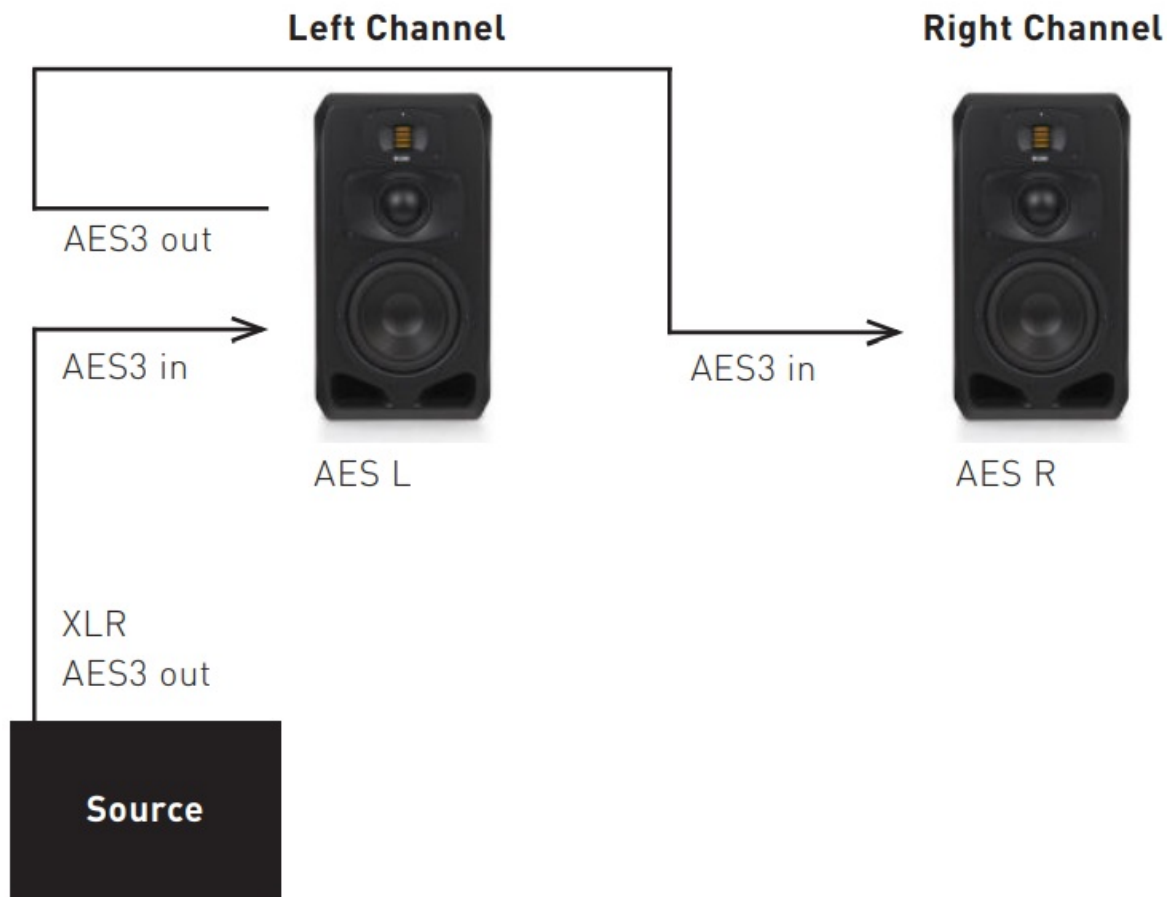 Left Channel
Right Channel
AES3 out
AES3 in
AES3 in
AES L
AES R
XLR
AES3 out
Source